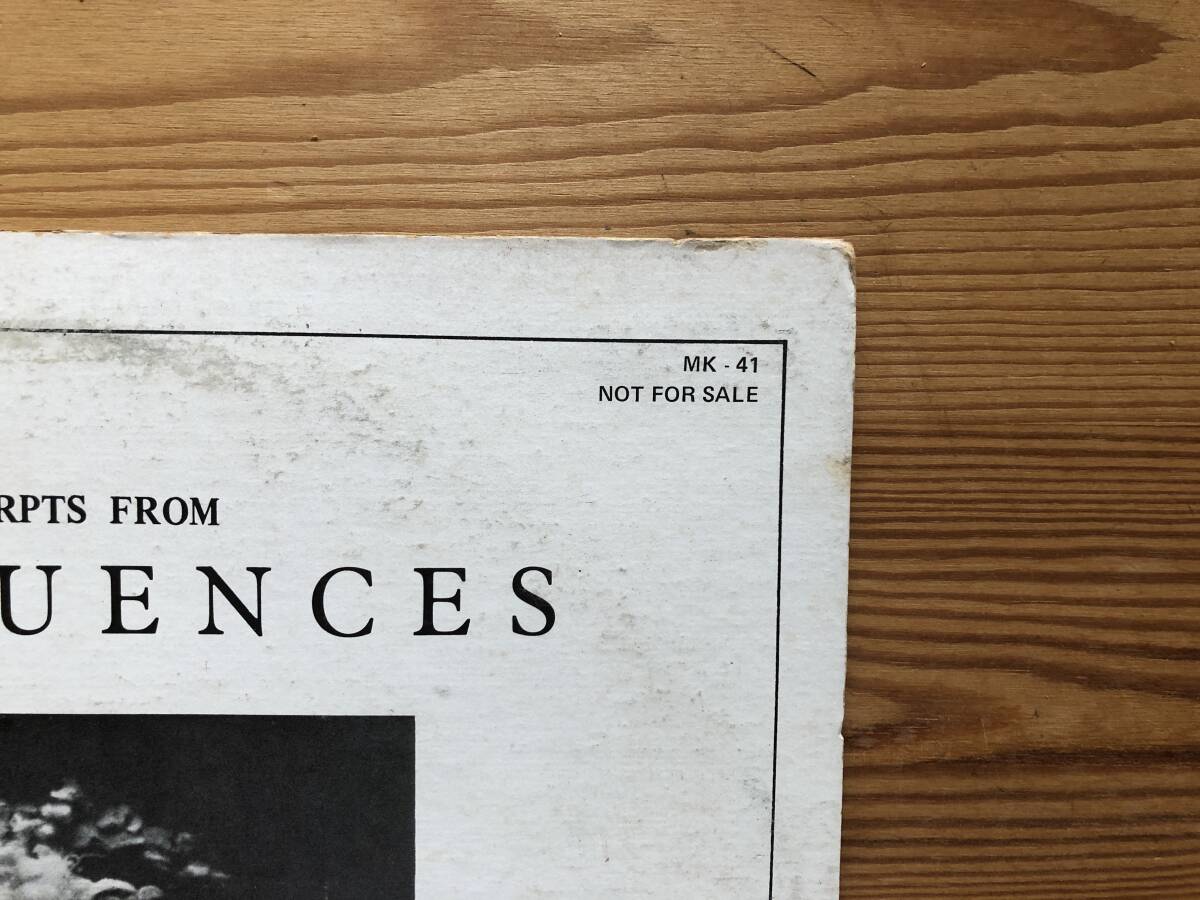 MK - 41
NOT FOR SALE
RPTS FROM
UENCES